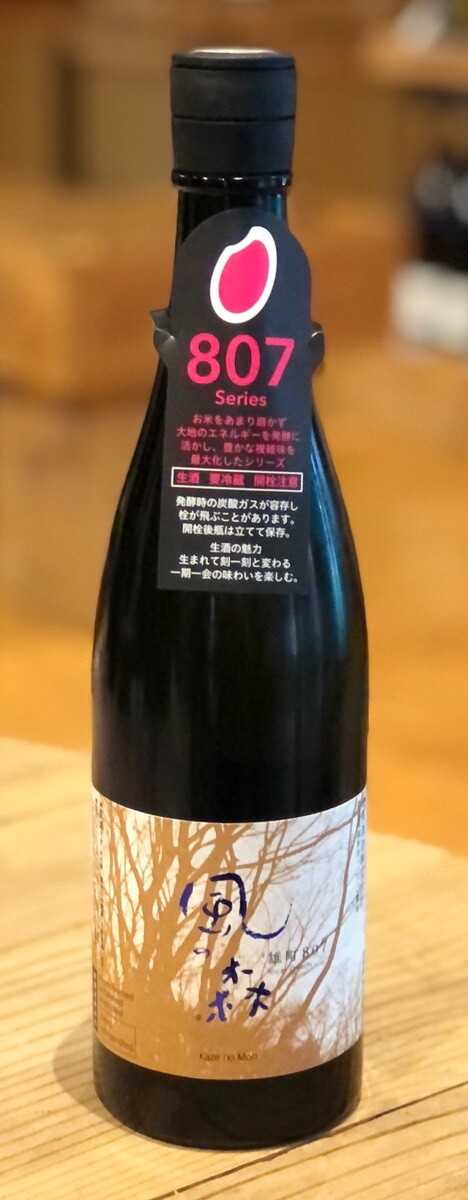 807
Series
お米をあまり磨かず
大地のエネルギーを発酵に
活かし、豊かな複雑味を
最大化したシリーズ
生酒 要冷蔵 開栓注意
発酵時の炭酸ガスが容存し
栓が飛ぶことがあります。
開栓後瓶は立てて保存。
生酒の魅力
生まれて刻一刻と変わる
一期一会の味わいを楽しむ。
風の森
雄町807
Kaze no Mori